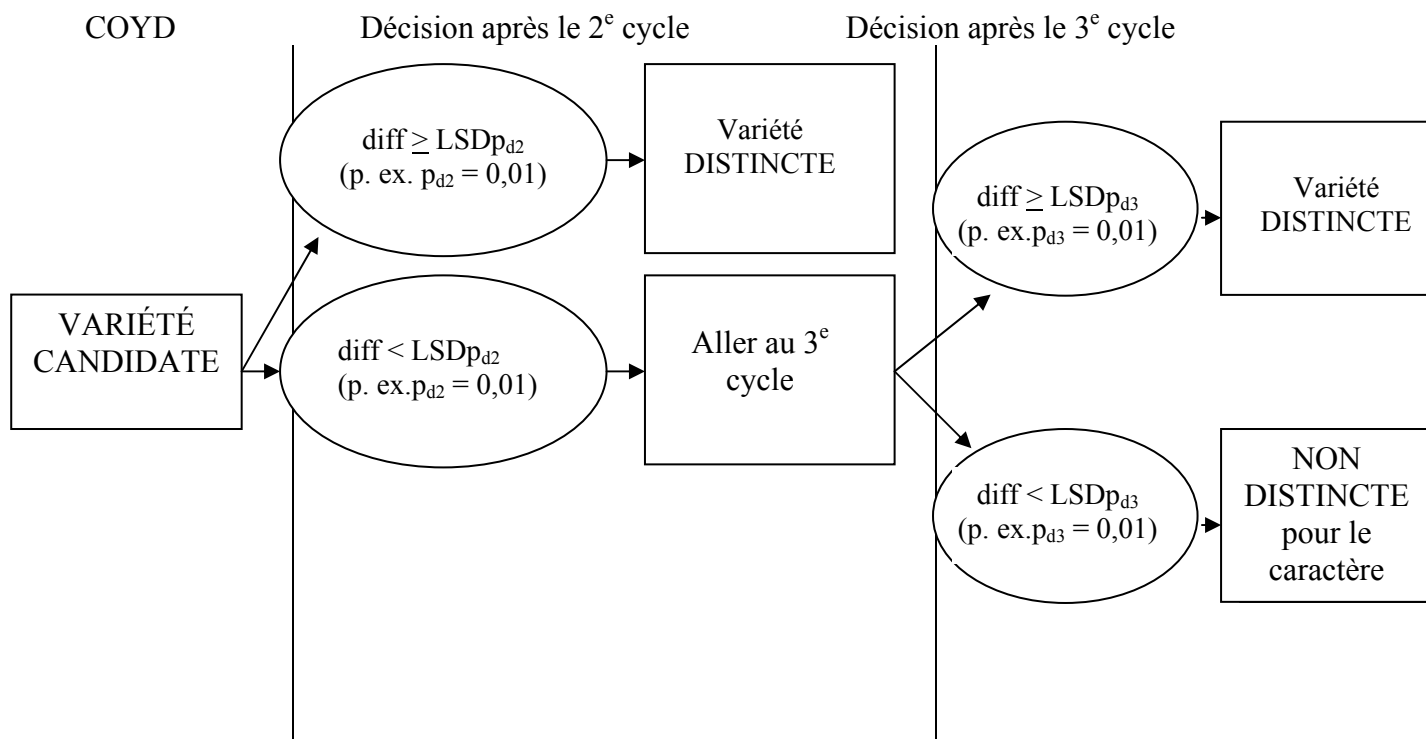 COYD
Décision après le 2e cycle
Décision après le 3e cycle
diff ≥ LSDpd2
(p. ex. pd2 = 0,01)
Variété
DISTINCTE
diff ≥ LSDpd3
(p. ex.pd3 = 0,01)
Variété
DISTINCTE
VARIÉTÉ
CANDIDATE
diff < LSDpd2
(p. ex.pd2 = 0,01)
Aller au 3e
cycle
diff < LSDpd3
(p. ex.pd3 = 0,01)
NON
DISTINCTE
pour le
caractère